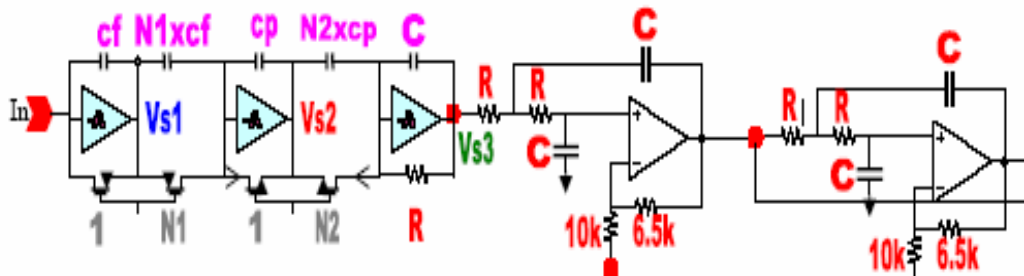 cf N1xcf cp N2xcp C
C
C
In
-A
Vs1
-A
Vs2
-A
Vs3
R R
C
R R
C
1 N1 1 N2 R
10k 6.5k
10k 6.5k